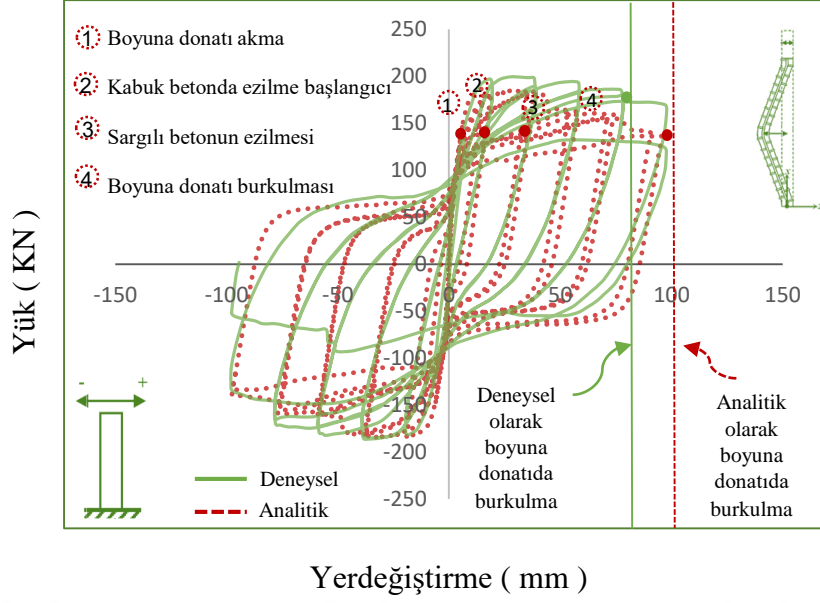 1 Boyuna donatı akma
2 Kabuk betonda ezilme başlangıcı
3 Sargılı betonun ezilmesi
4 Boyuna donatı burkulması
250
200
150
100
50
0
-50
-100
-150
-200
-250
-150
-100
-50
0
50
100
150
1
2
3
4
Yük ( KN )
- +
Deneysel
Analitik
Deneysel
olarak
boyuna
donatıda
burkulma
Analitik
olarak
boyuna
donatıda
burkulma
Yerdeğiştirme ( mm )